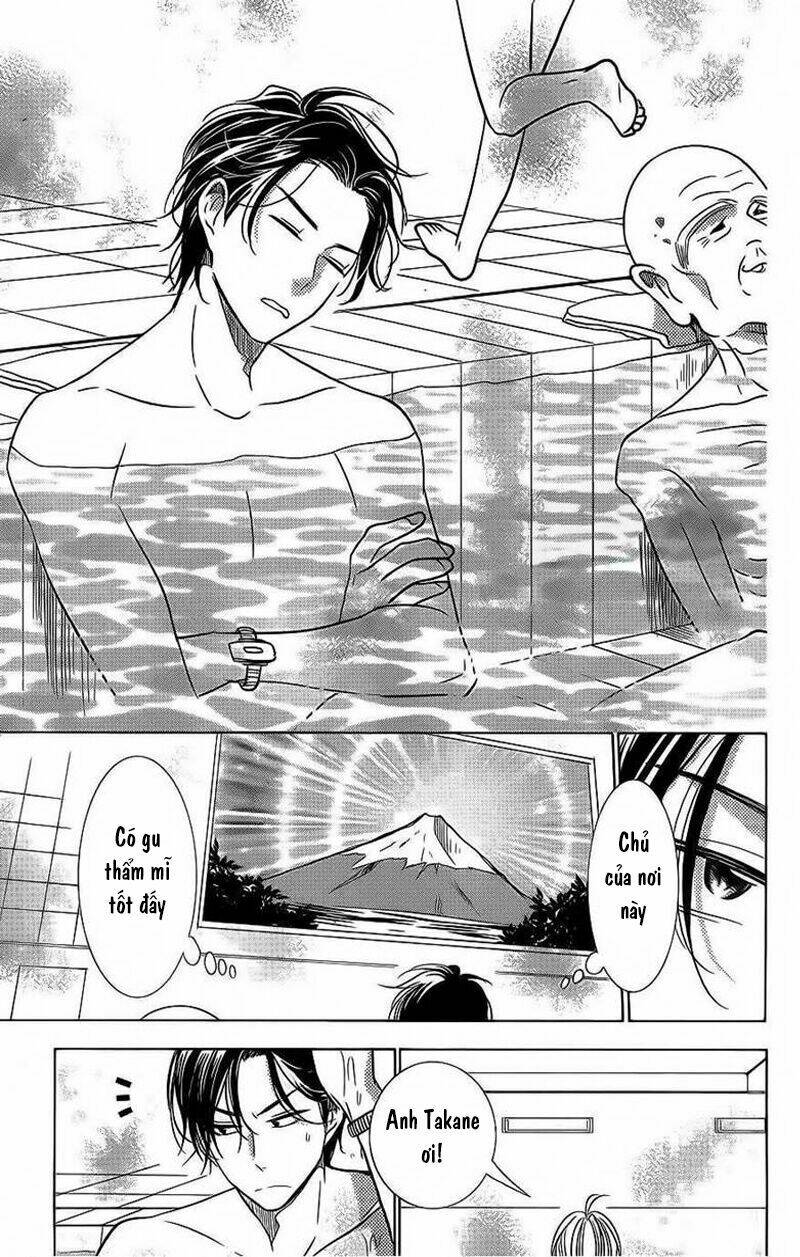 Chủ
của nơi
này
Có gu
thẩm mĩ
tốt đấy
Anh Takane
ơi!